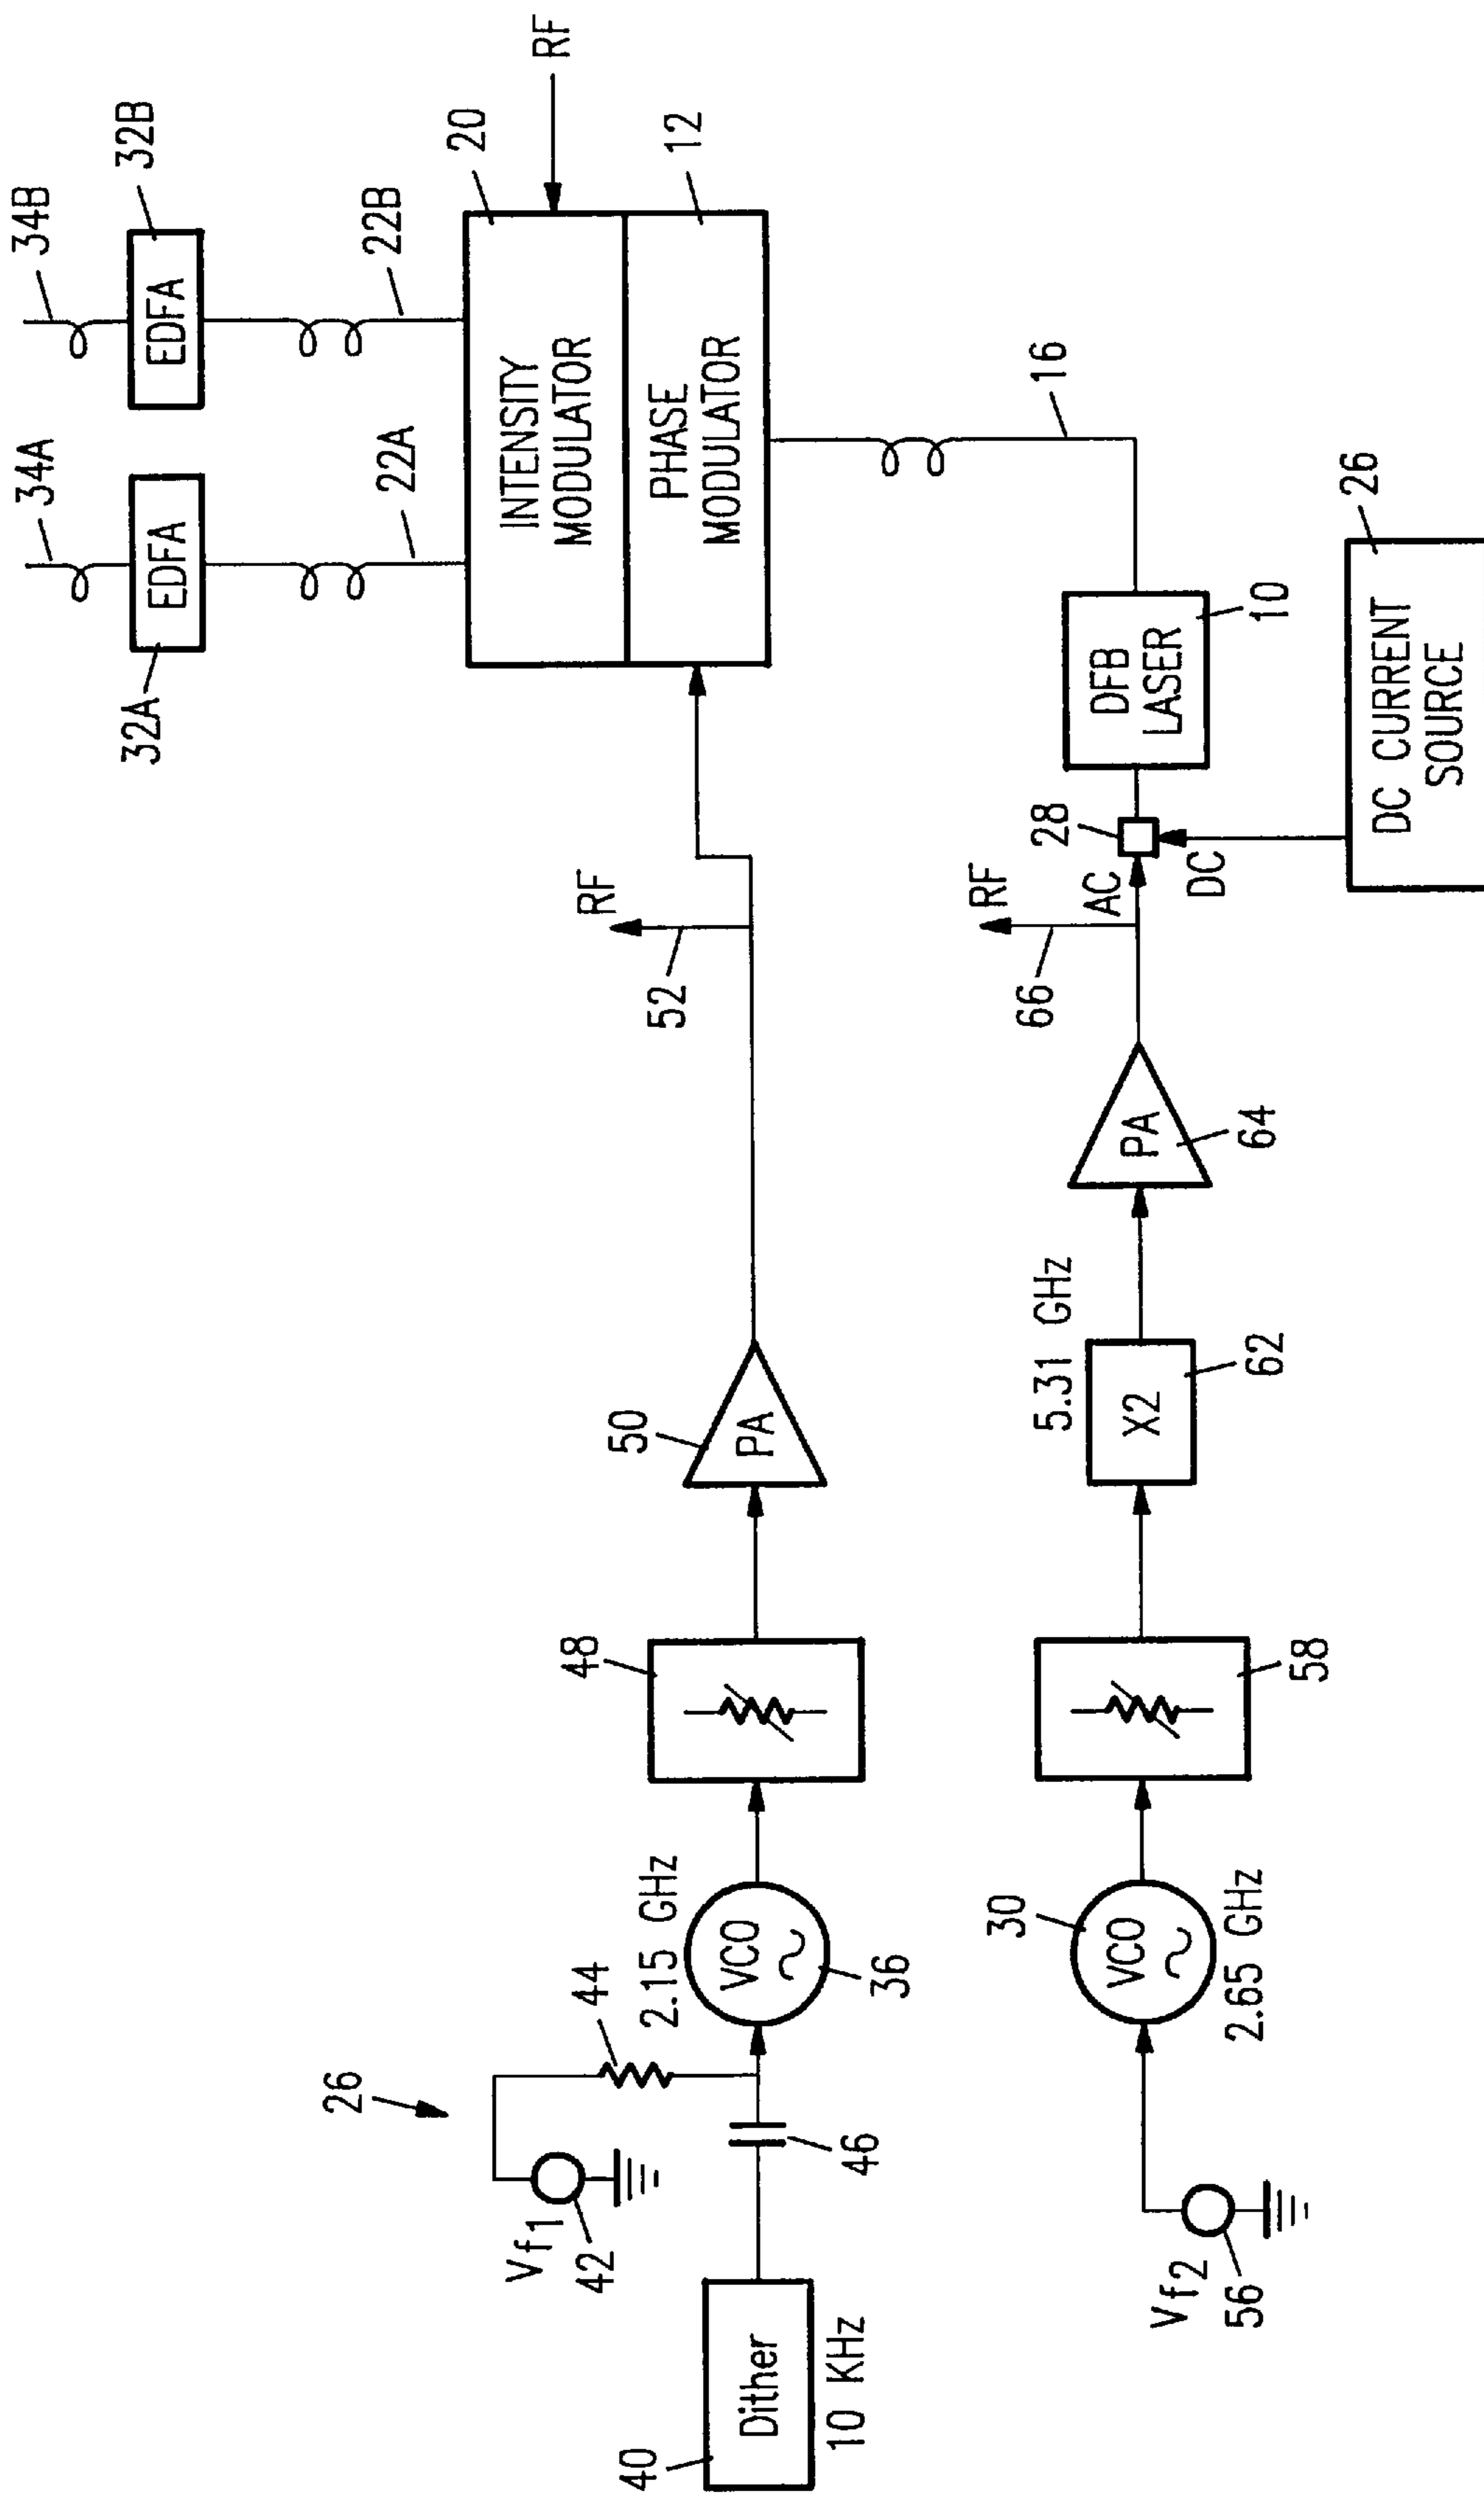 34A
34B
EDFA
EDFA
32A
32B
22A
22B
20
RF
INTENSITY
MODULATOR
PHASE
MODULATOR
12
26
Vf1
42
44
40
Dither
10 KHz
46
2.15 GHz
VCO
36
48
50
PA
RF
52
16
Vf2
56
30
VCO
2.65 GHz
58
5.31 GHz
X2
62
PA
64
RF
66
AC
28
DC
DFB
LASER
10
26
DC CURRENT
SOURCE